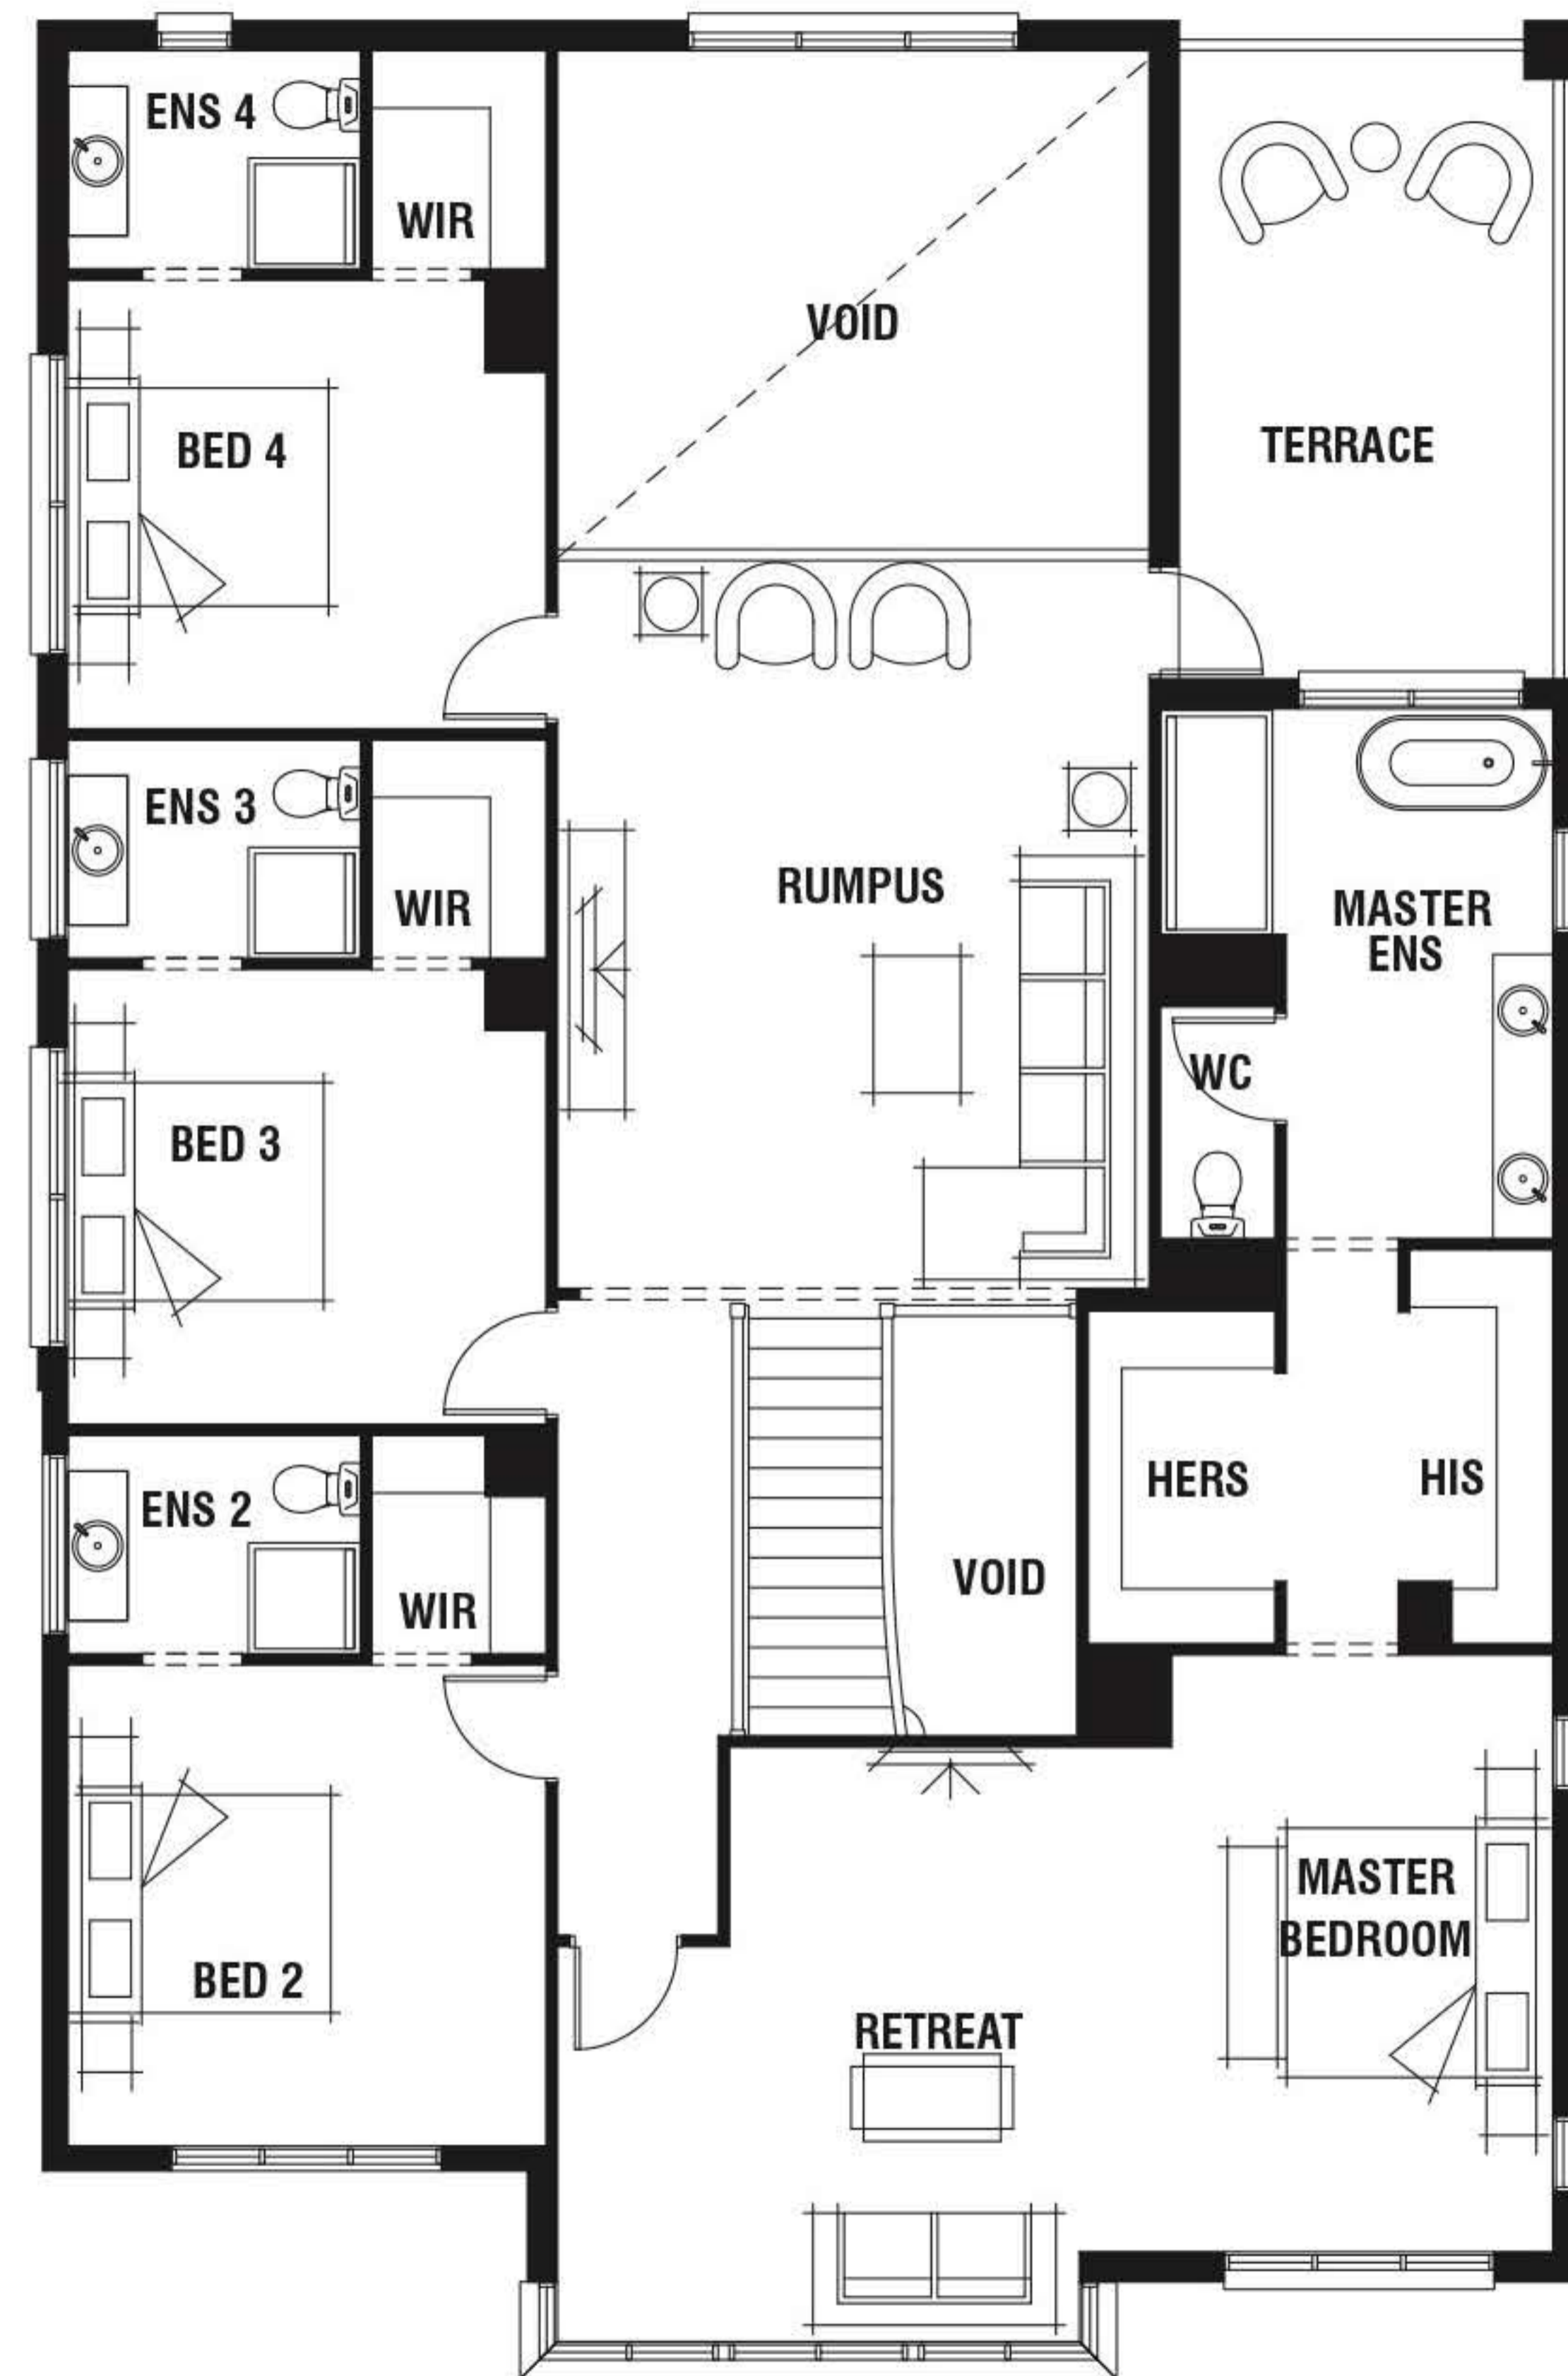 ENS 4
WIR
VOID
TERRACE
BED 4
ENS 3
WIR
RUMPUS
MASTER
ENS
WC
BED 3
HERS
HIS
ENS 2
VOID
WIR
MASTER
BEDROOM
BED 2
RETREAT